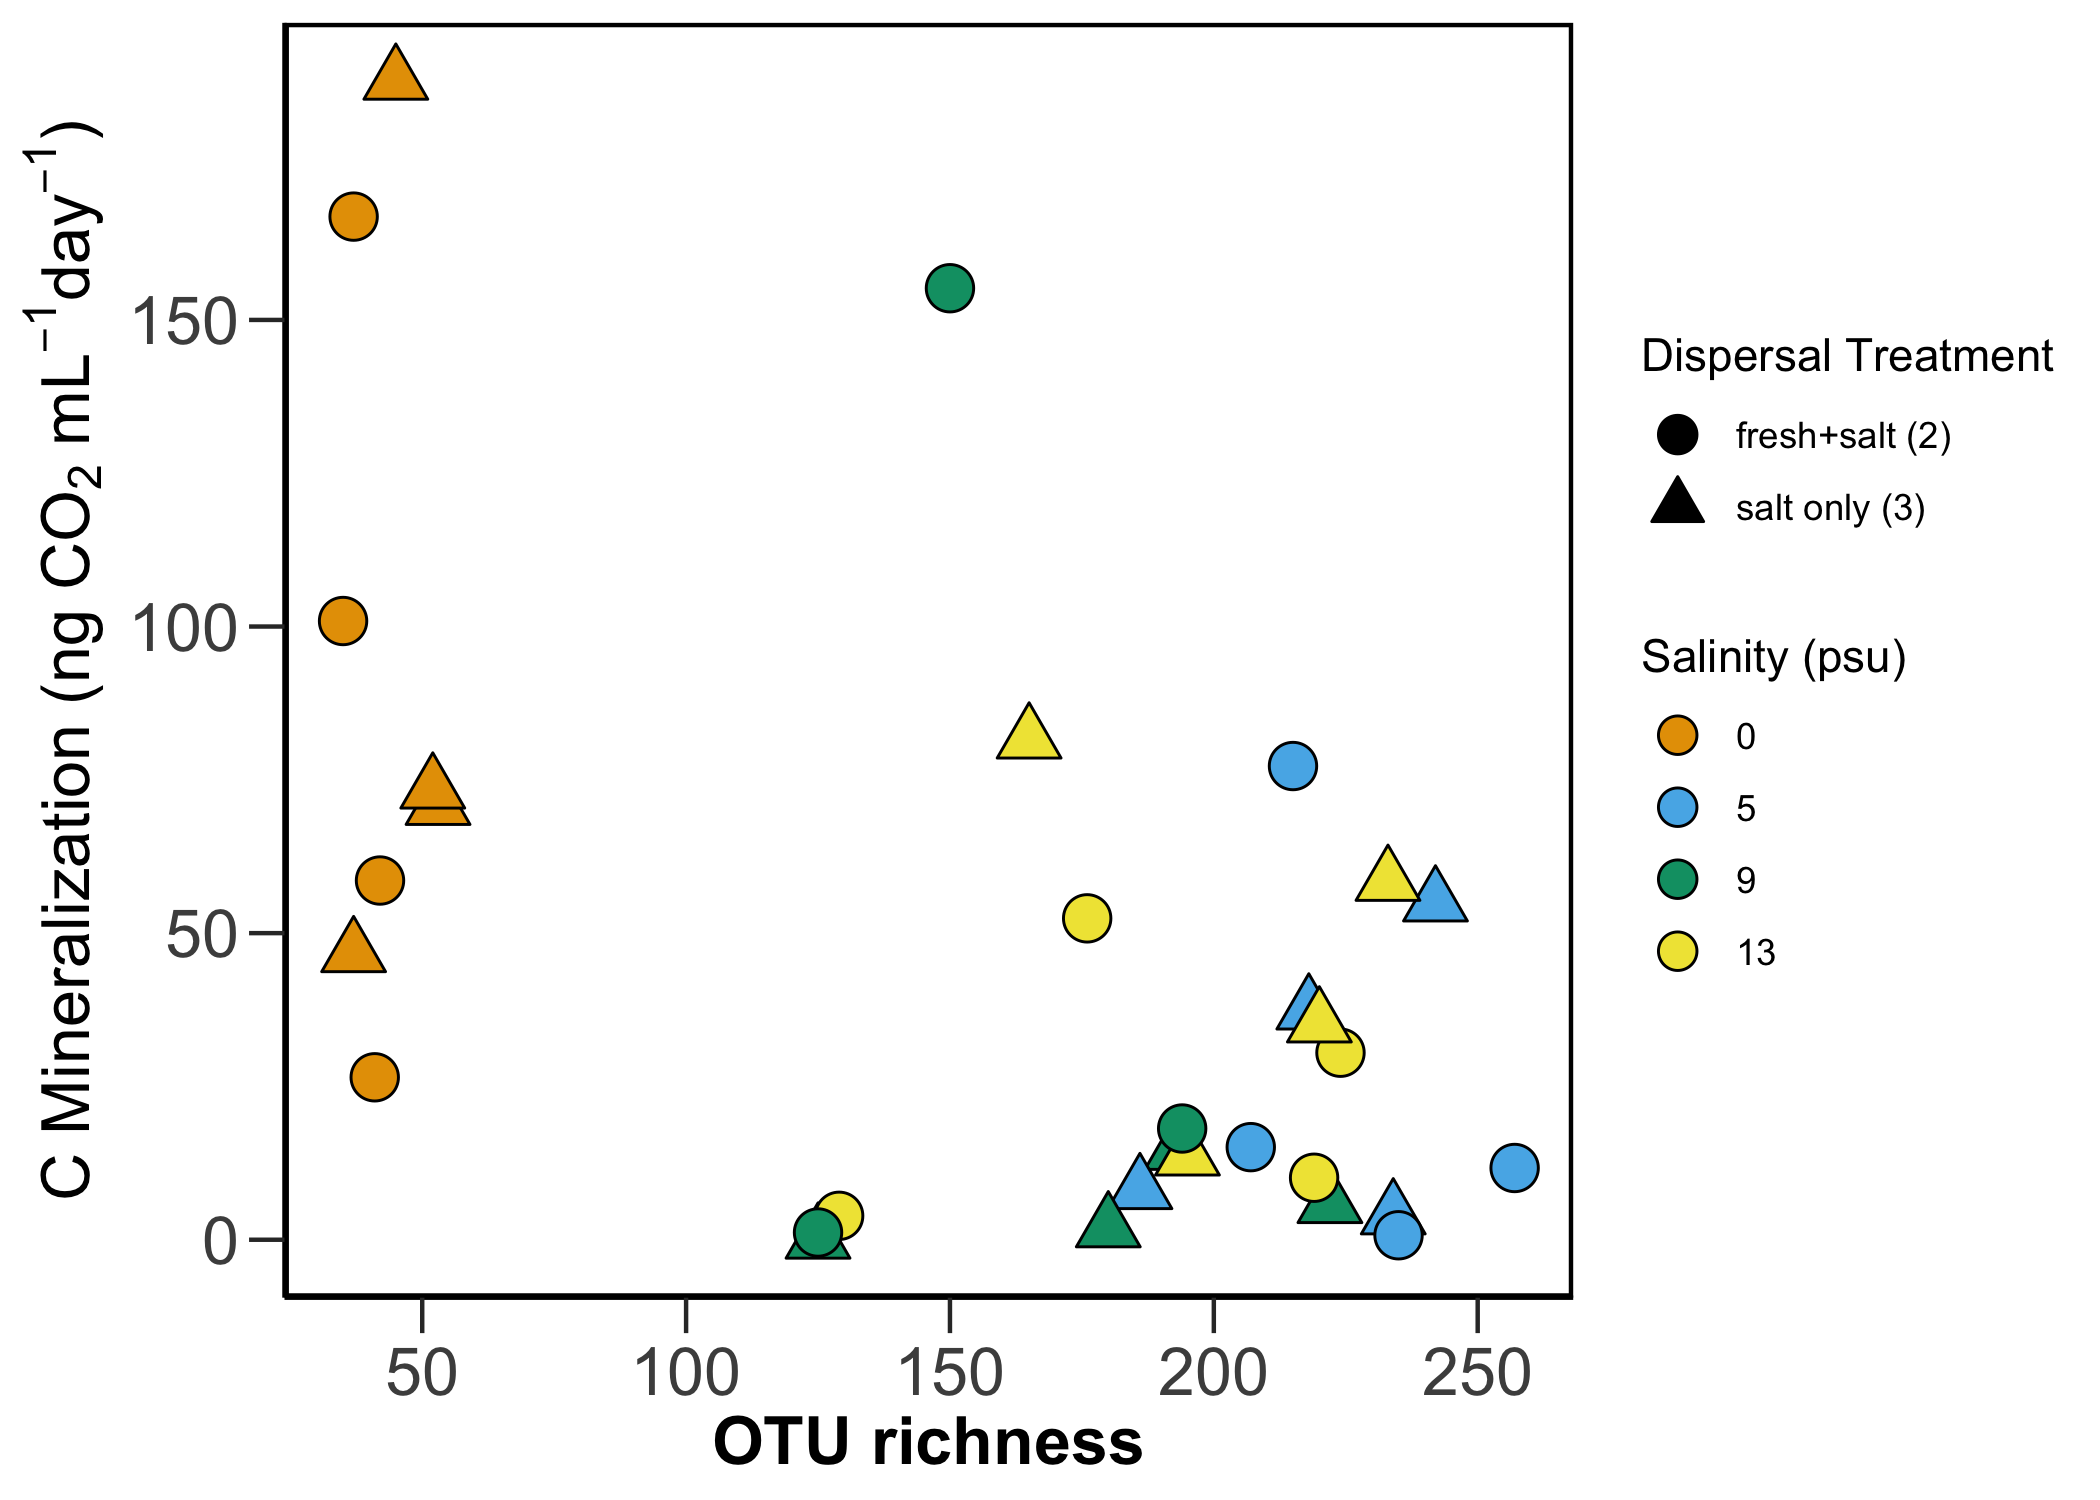 C Mineralization (ng CO₂ mL⁻¹day⁻¹)
150
100
50
0
50 100 150 200 250
OTU richness
Dispersal Treatment
fresh+salt (2)
salt only (3)
Salinity (psu)
0
5
9
13